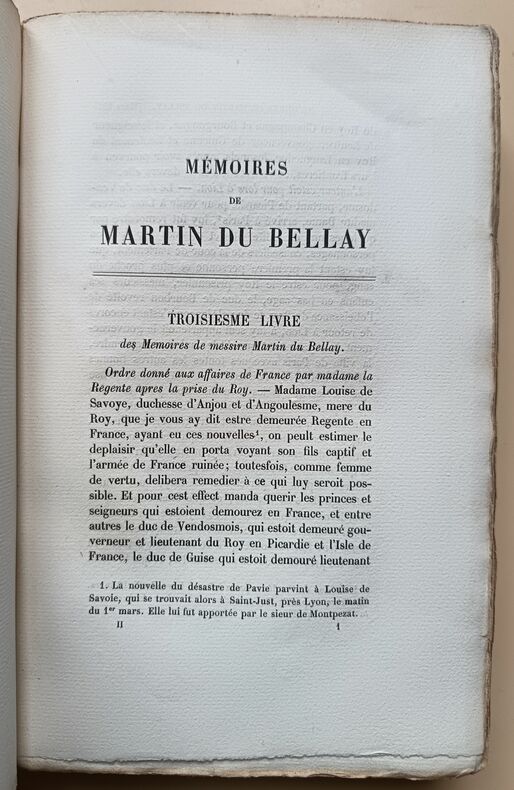 MÉMOIRES
DE
MARTIN DU BELLAY
TROISIESME LIVRE
des Memoires de messire Martin du Bellay.
Ordre donné aux affaires de France par madame la
Regente apres la prise du Roy. — Madame Louise de
Savoye, duchesse d'Anjou et d'Angoulesme, mere du
Roy, que je vous ay dit estre demeurée Regente en
France, ayant eu ces nouvelles¹, on peult estimer le
deplaisir qu'elle en porta voyant son fils captif et
l'armée de France ruinée; toutesfois, comme femme
de vertu, delibera remedier à ce qui luy seroit pos-
sible. Et pour cest effect manda querir les princes et
seigneurs qui estoient demourez en France, et entre
autres le duc de Vendosmois, qui estoit demeuré gou-
verneur et lieutenant du Roy en Picardie et l'Isle de
France, le duc de Guise qui estoit demouré lieutenant
1. La nouvelle du désastre de Pavie parvint à Louise de
Savoie, qui se trouvait alors à Saint-Just, près Lyon, le matin
du 1er mars. Elle lui fut apportée par le sieur de Montpezat.
II 1